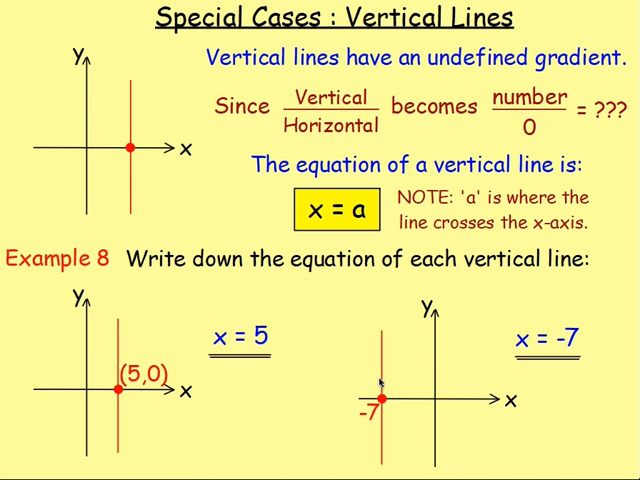 Special Cases : Vertical Lines
y
x
Vertical lines have an undefined gradient.
Since Vertical becomes number = ???
Horizontal 0
The equation of a vertical line is:
x = a
NOTE: 'a' is where the
line crosses the x-axis.
Example 8 Write down the equation of each vertical line:
y
x = 5
(5,0)
x
y
x = -7
x
-7